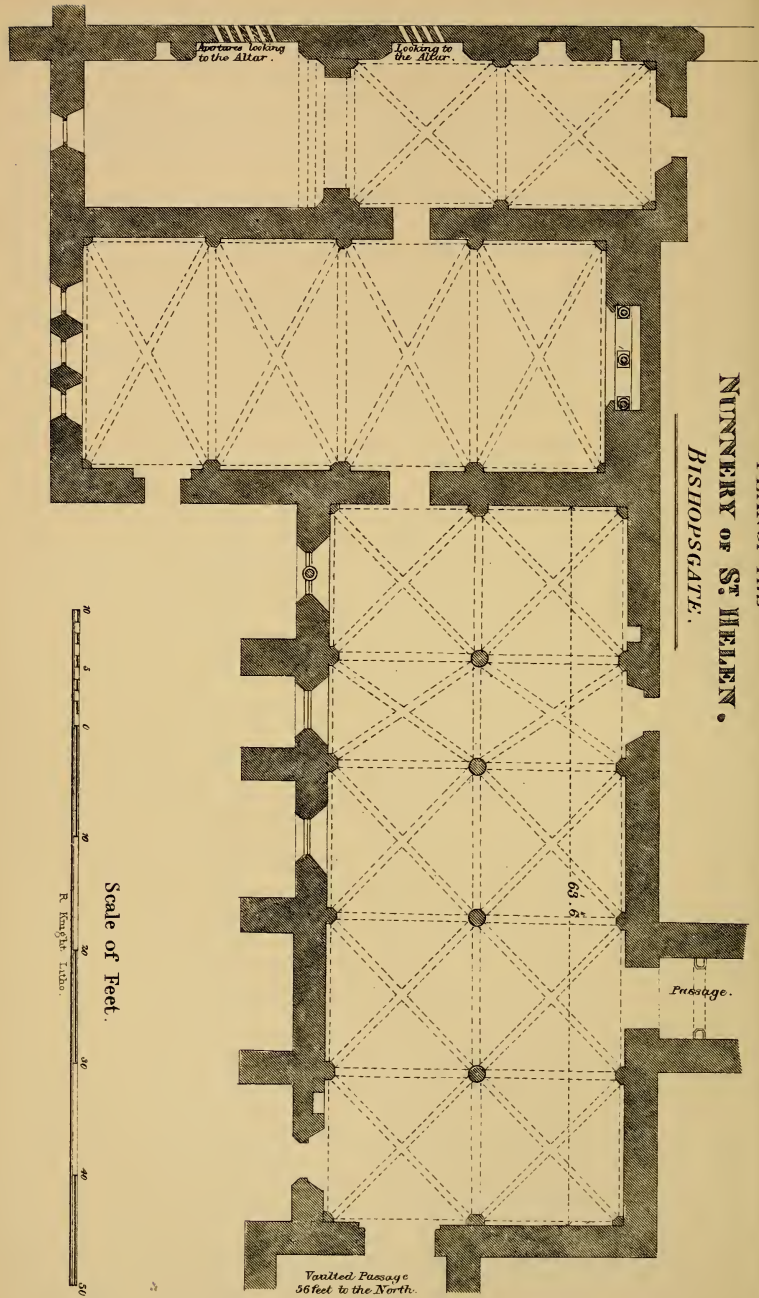 Apertures looking
to the Altar.
Looking to
the Altar.
NUNNERY OF ST. HELEN.
BISHOPSGATE.
63.6"
Passage.
Vaulted Passage
56 feet to the North.
10 5 0 10 20 30 40 50
Scale of Feet.
R. Knight. Litho.